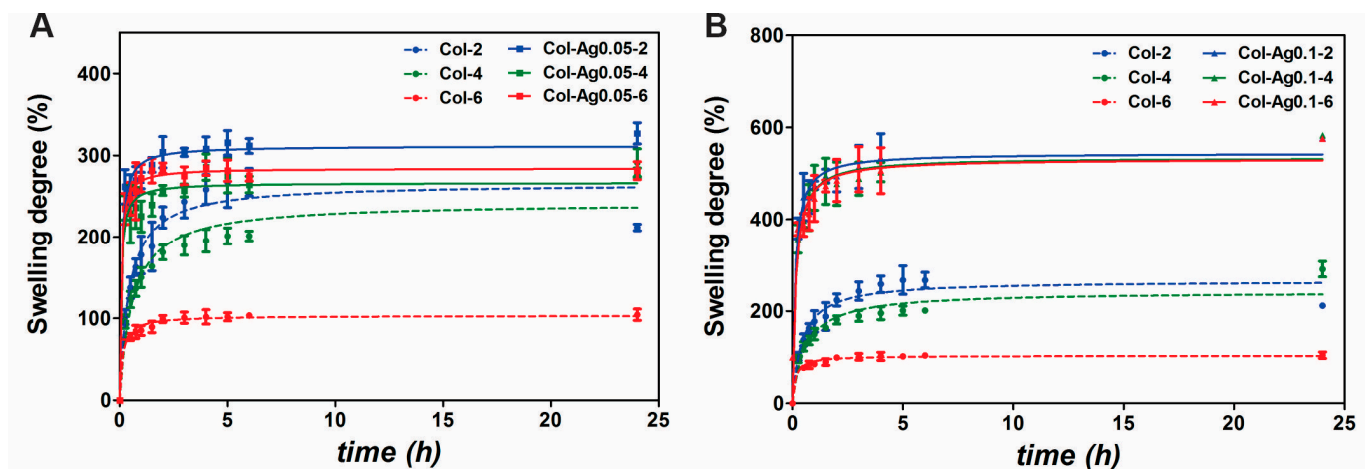 A
Swelling degree (%)
400
300
200
100
0
Col-2
Col-4
Col-6
Col-Ag0.05-2
Col-Ag0.05-4
Col-Ag0.05-6
0 5 10 15 20 25
time (h)
B
Swelling degree (%)
800
600
400
200
0
Col-2
Col-4
Col-6
Col-Ag0.1-2
Col-Ag0.1-4
Col-Ag0.1-6
0 5 10 15 20 25
time (h)